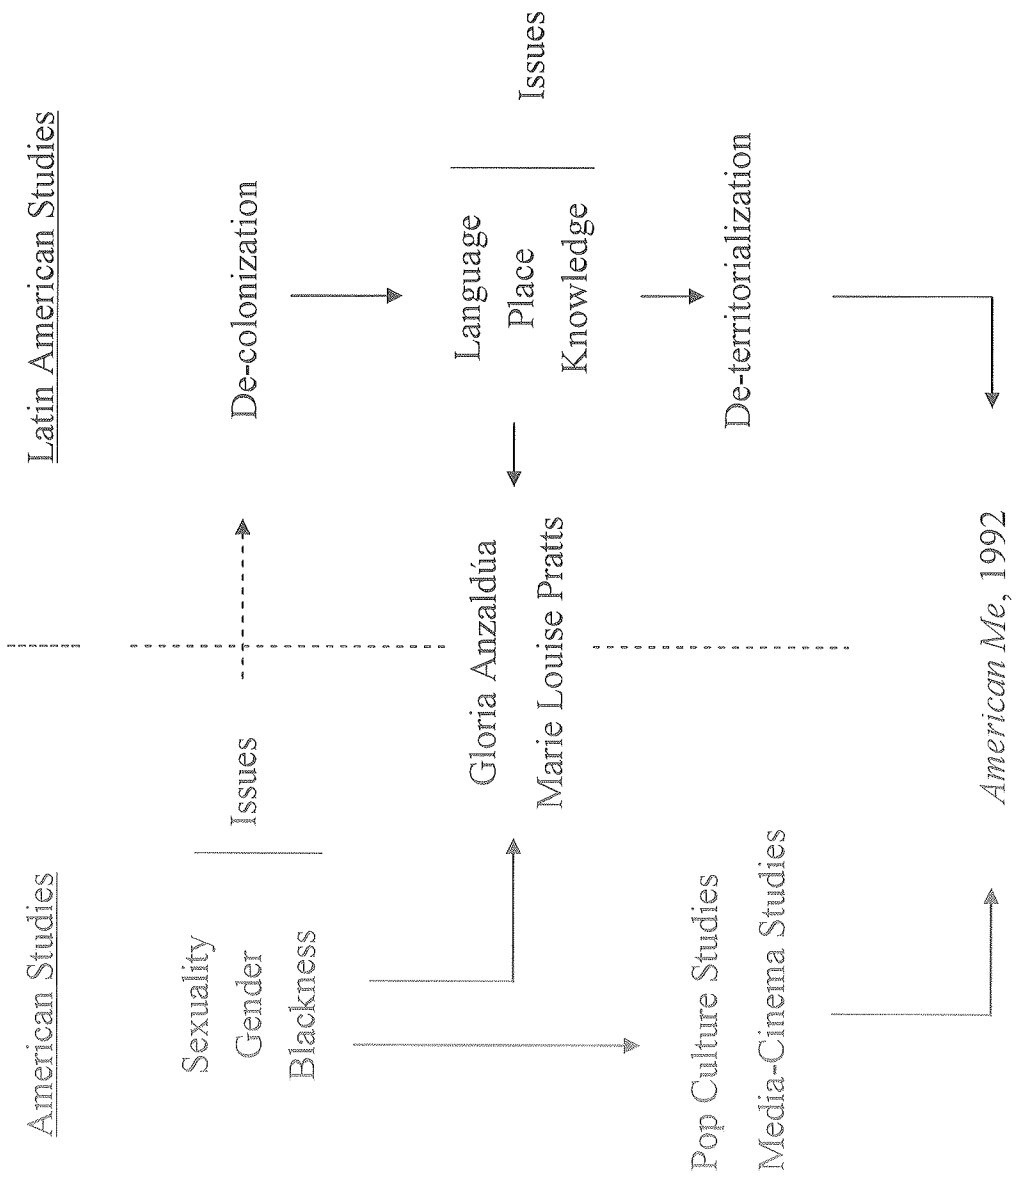 American Studies
Latin American Studies
Sexuality
Gender
Blackness
Issues
De-colonization
Gloria Anzaldúa
Marie Louise Pratts
Language
Place
Knowledge
Issues
Pop Culture Studies
Media-Cinema Studies
De-territorialization
American Me, 1992